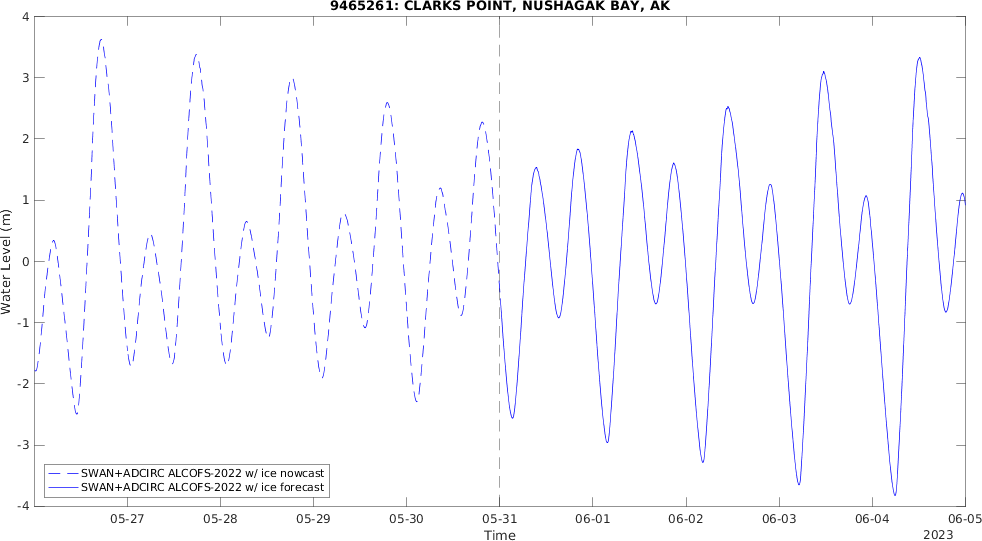 9465261: CLARKS POINT, NUSHAGAK BAY, AK
4
3
2
1
0
-1
-2
-3
-4
Water Level (m)
SWAN+ADCIRC ALCOFS-2022 w/ ice nowcast
SWAN+ADCIRC ALCOFS-2022 w/ ice forecast
05-27 05-28 05-29 05-30 05-31 06-01 06-02 06-03 06-04 06-05
Time
2023